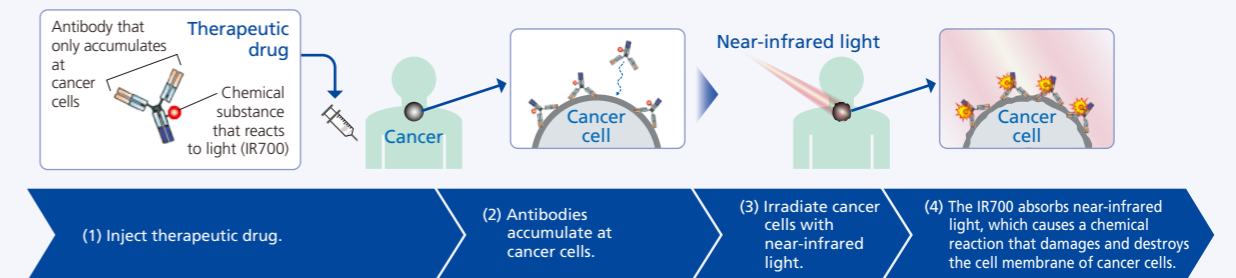 Antibody that
only accumulates
at
cancer
cells
Therapeutic
drug
Chemical
substance
that reacts
to light (IR700)
Cancer
Cancer
cell
Near-infrared light
Cancer
cell
(1) Inject therapeutic drug.
(2) Antibodies
accumulate at
cancer cells.
(3) Irradiate cancer
cells with
near-infrared
light.
(4) The IR700 absorbs near-infrared
light, which causes a chemical
reaction that damages and destroys
the cell membrane of cancer cells.